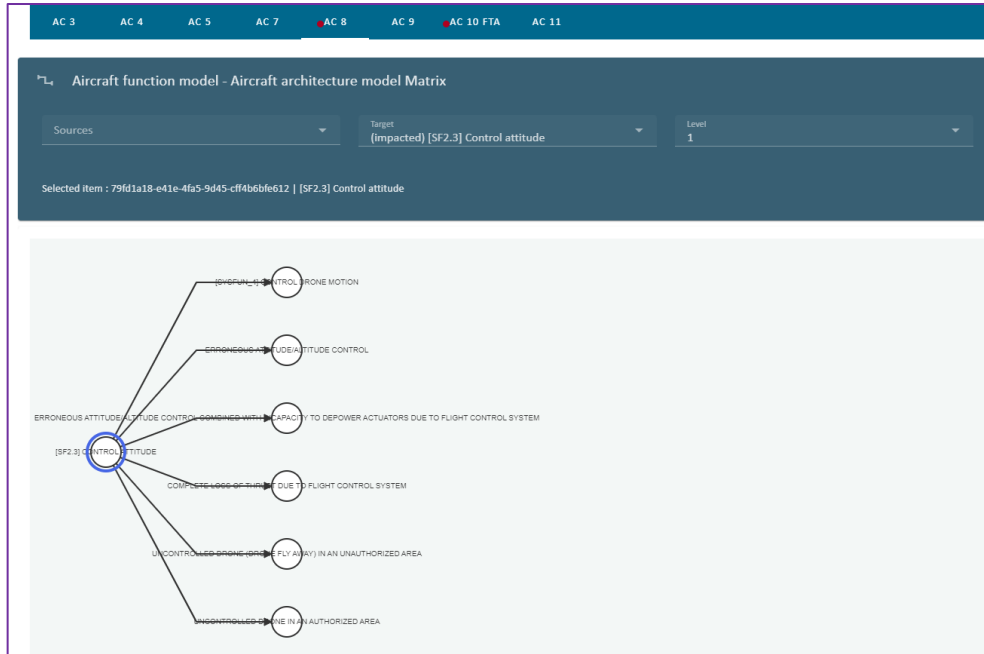 AC 3 AC 4 AC 5 AC 7 AC 8 AC 9 AC 10 FTA AC 11
Aircraft function model - Aircraft architecture model Matrix
Sources
Target
(impacted) [SF2.3] Control attitude
Level
1
Selected item : 79fd1a18-e41e-4fa5-9d45-cff4b6bfe612 | [SF2.3] Control attitude
[SYSFUN_1] CONTROL DRONE MOTION
ERRONEOUS ATTITUDE/ALTITUDE CONTROL
ERRONEOUS ATTITUDE/ALTITUDE CONTROL COMBINED WITH INCAPACITY TO DEPOWER ACTUATORS DUE TO FLIGHT CONTROL SYSTEM
[SF2.3] CONTROL ATTITUDE
COMPLETE LOSS OF THRUST DUE TO FLIGHT CONTROL SYSTEM
UNCONTROLLED DRONE (DRONE FLY AWAY) IN AN UNAUTHORIZED AREA
UNCONTROLLED DRONE IN AN AUTHORIZED AREA